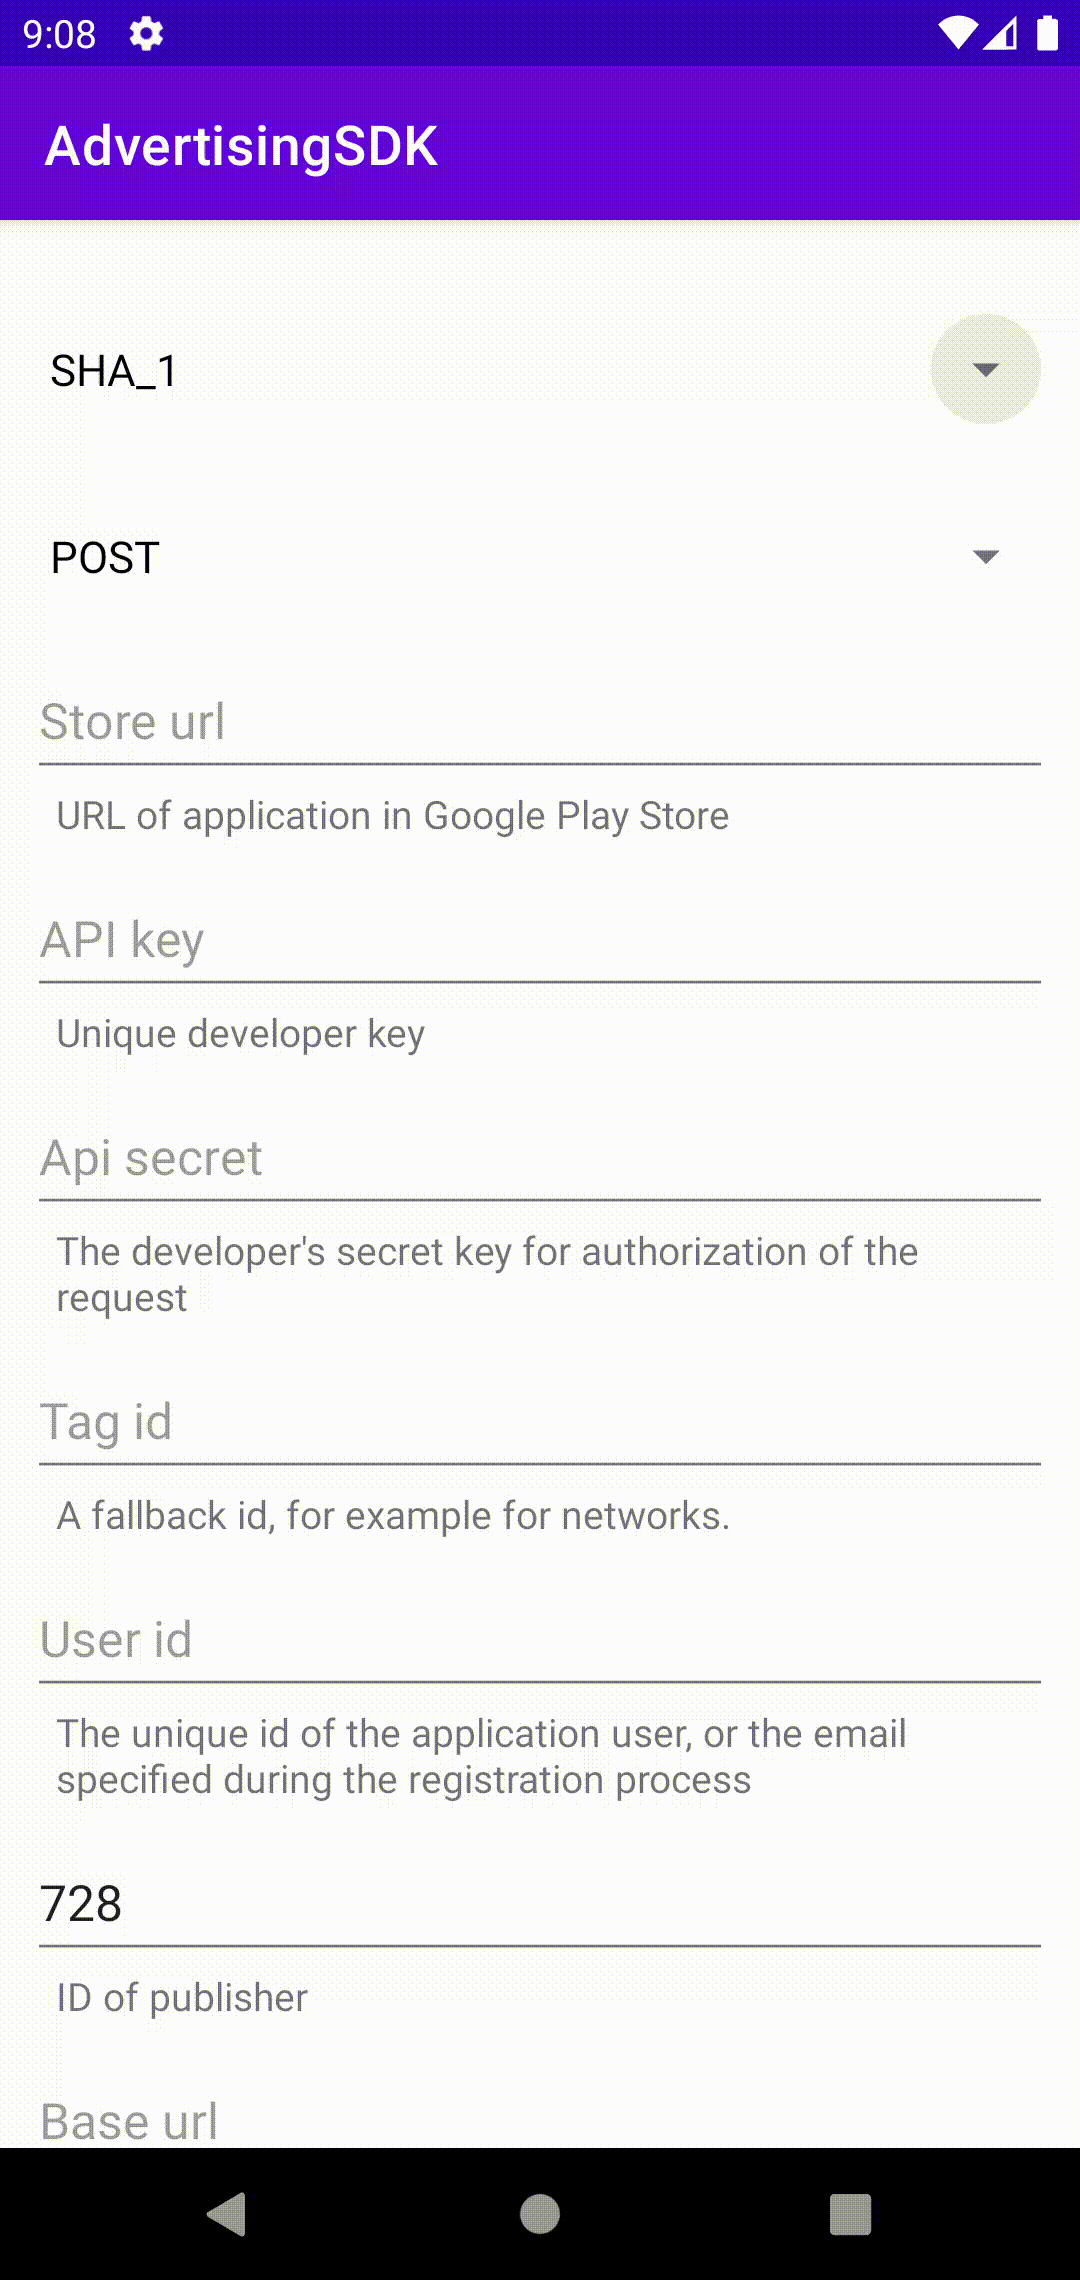 9:08
AdvertisingSDK
SHA_1
POST
Store url
URL of application in Google Play Store
API key
Unique developer key
Api secret
The developer's secret key for authorization of the
request
Tag id
A fallback id, for example for networks.
User id
The unique id of the application user, or the email
specified during the registration process
728
ID of publisher
Base url